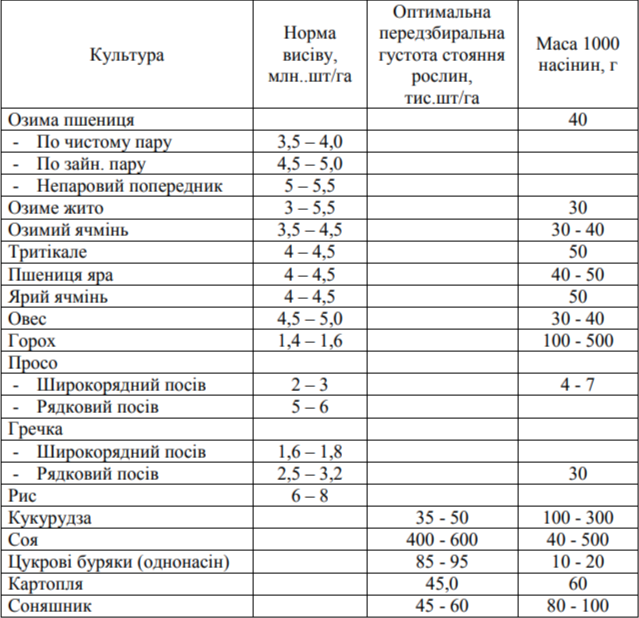 Культура
Норма
висіву,
млн..шт/га
Оптимальна
передзбиральна
густота стояння
рослин,
тис.шт/га
Маса 1000
насінин, г
Озима пшениця 40
- По чистому пару 3,5 – 4,0
- По зайн. пару 4,5 – 5,0
- Непаровий попередник 5 – 5,5
Озиме жито 3 – 5,5 30
Озимий ячмінь 3,5 – 4,5 30 - 40
Тритікале 4 – 4,5 50
Пшениця яра 4 – 4,5 40 - 50
Ярий ячмінь 4 – 4,5 50
Овес 4,5 – 5,0 30 - 40
Горох 1,4 – 1,6 100 - 500
Просо
- Широкорядний посів 2 – 3 4 - 7
- Рядковий посів 5 – 6
Гречка
- Широкорядний посів 1,6 – 1,8
- Рядковий посів 2,5 – 3,2 30
Рис 6 – 8
Кукурудза 35 - 50 100 - 300
Соя 400 - 600 40 - 500
Цукрові буряки (однонасін) 85 - 95 10 - 20
Картопля 45,0 60
Соняшник 45 - 60 80 - 100